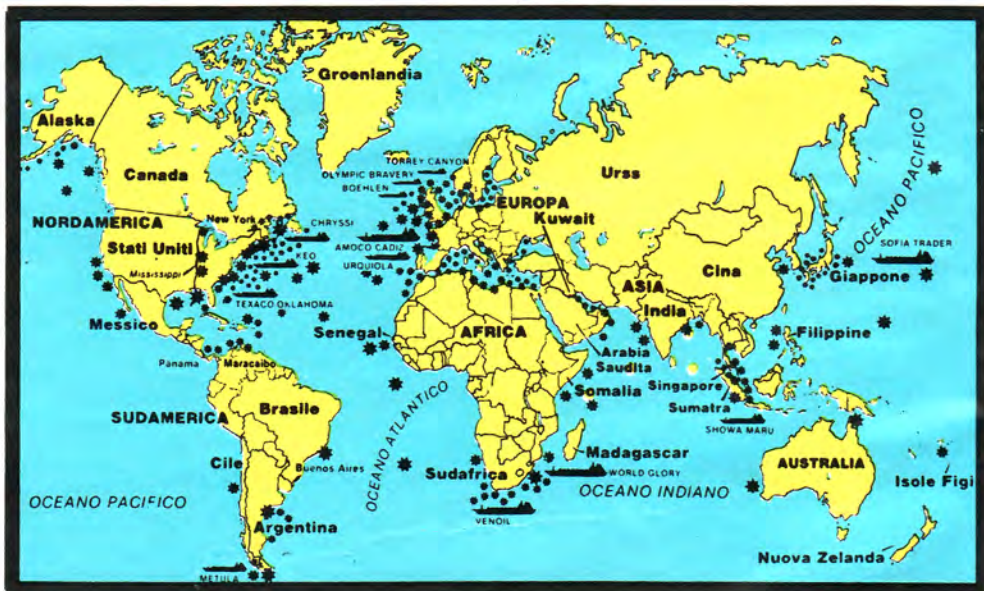 Groenlandia
Alaska
Canada
TORREY CANYON
OLYMPIC BRAVERY
BOEHLEN
Urss
OCEANO PACIFICO
NORDAMERICA
New York
CHRYSSI
EUROPA
Kuwait
Stati Uniti
KEO
AMOCO CADIZ
URQUIOLA
Mississippi
Cina
SOFIA TRADER
Giappone
TEXACO OKLAHOMA
ASIA
India
Messico
Senegal
AFRICA
Filippine
Panama
Maracaibo
Arabia
Saudita
Somalia
Singapore
Sumatra
SUDAMERICA
Brasile
OCEANO ATLANTICO
SHOWA MARU
Cile
Buenos Aires
Sudafrica
Madagascar
WORLD GLORY
AUSTRALIA
OCEANO PACIFICO
OCEANO INDIANO
Isole Figi
Argentina
VENOIL
Nuova Zelanda
METULA